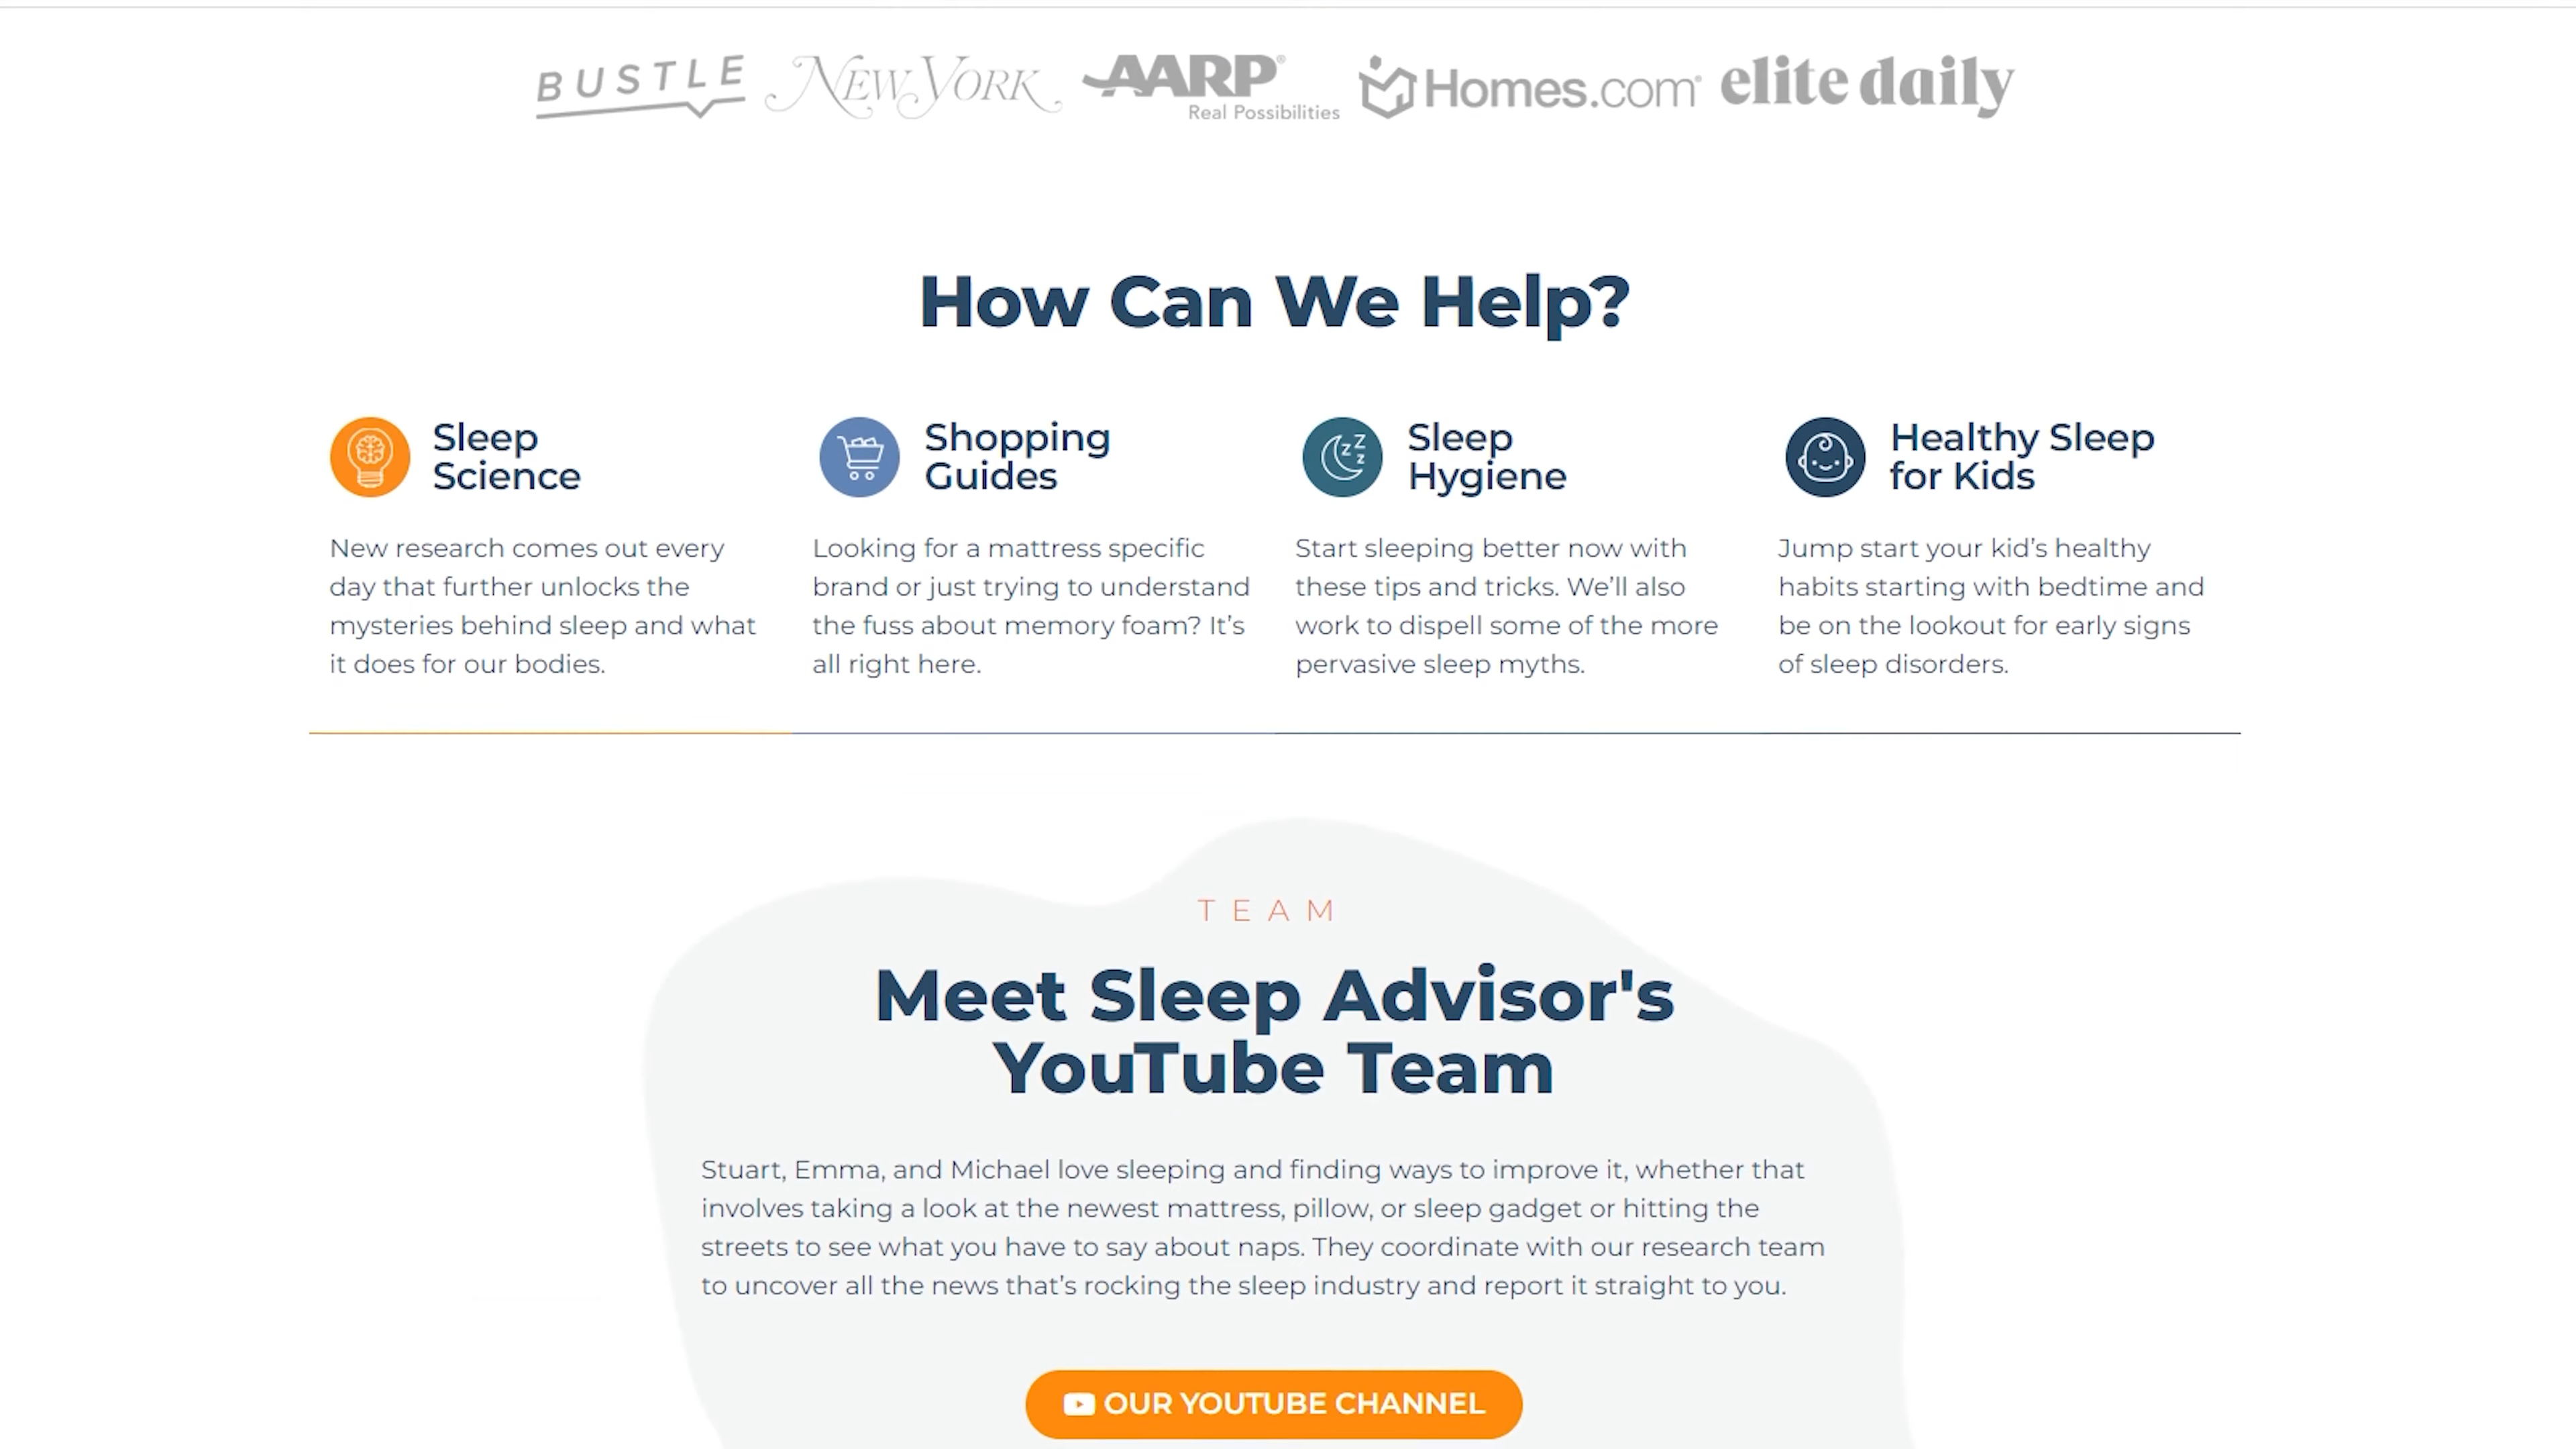 BUSTLE
NEW YORK
AARP®
Real Possibilities
Homes.com®
elite daily
How Can We Help?
Sleep
Science
New research comes out every
day that further unlocks the
mysteries behind sleep and what
it does for our bodies.
Shopping
Guides
Looking for a mattress specific
brand or just trying to understand
the fuss about memory foam? It's
all right here.
Sleep
Hygiene
Start sleeping better now with
these tips and tricks. We'll also
work to dispell some of the more
pervasive sleep myths.
Healthy Sleep
for Kids
Jump start your kid's healthy
habits starting with bedtime and
be on the lookout for early signs
of sleep disorders.
TEAM
Meet Sleep Advisor's
YouTube Team
Stuart, Emma, and Michael love sleeping and finding ways to improve it, whether that
involves taking a look at the newest mattress, pillow, or sleep gadget or hitting the
streets to see what you have to say about naps. They coordinate with our research team
to uncover all the news that's rocking the sleep industry and report it straight to you.
OUR YOUTUBE CHANNEL